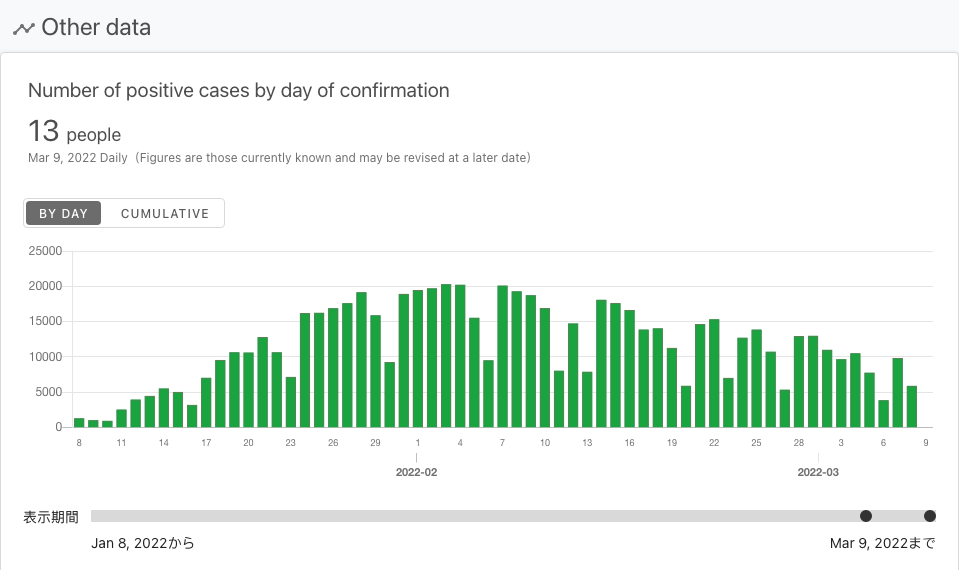 Other data
Number of positive cases by day of confirmation
13 people
Mar 9, 2022 Daily（Figures are those currently known and may be revised at a later date）
BY DAY CUMULATIVE
25000
20000
15000
10000
5000
0
8 11 14 17 20 23 26 29 1 4 7 10 13 16 19 22 25 28 3 6 9
2022-02 2022-03
表示期間
Jan 8, 2022から Mar 9, 2022まで